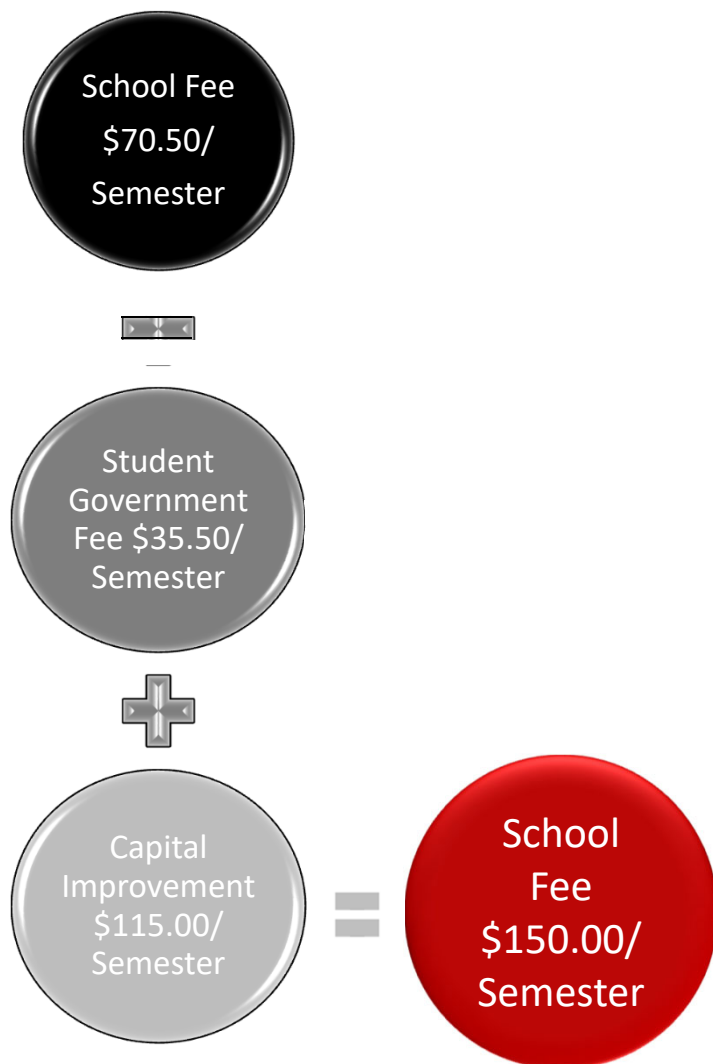 School Fee
$70.50/
Semester
Student
Government
Fee $35.50/
Semester
Capital
Improvement
$115.00/
Semester
School
Fee
$150.00/
Semester